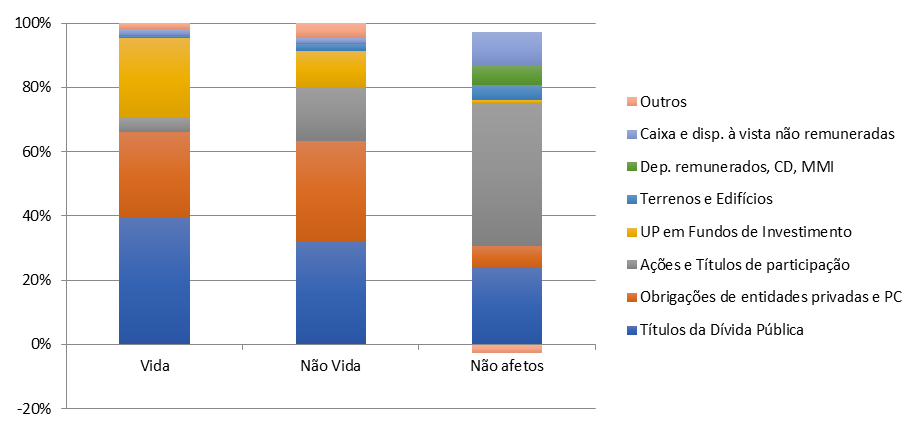 100%
80%
60%
40%
20%
0%
-20%
Vida
Não Vida
Não afetos
Outros
Caixa e disp. à vista não remuneradas
Dep. remunerados, CD, MMI
Terrenos e Edifícios
UP em Fundos de Investimento
Ações e Títulos de participação
Obrigações de entidades privadas e PC
Títulos da Dívida Pública